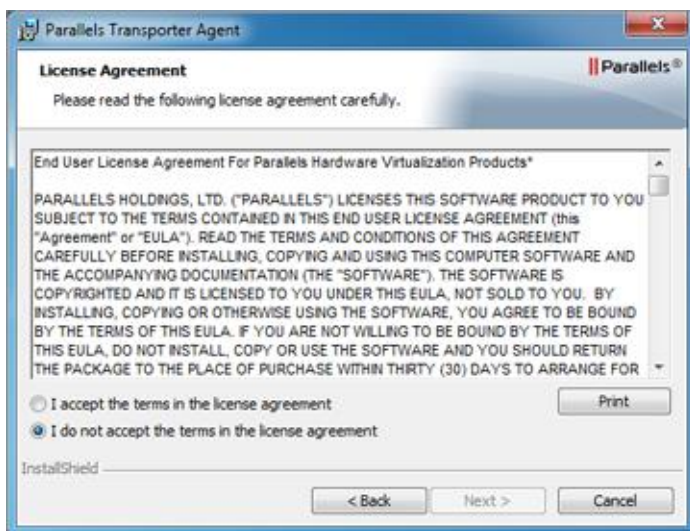 Parallels Transporter Agent
License Agreement
Please read the following license agreement carefully.
Parallels®
End User License Agreement For Parallels Hardware Virtualization Products*
PARALLELS HOLDINGS, LTD. ("PARALLELS") LICENSES THIS SOFTWARE PRODUCT TO YOU
SUBJECT TO THE TERMS CONTAINED IN THIS END USER LICENSE AGREEMENT (this
"Agreement" or "EULA"). READ THE TERMS AND CONDITIONS OF THIS AGREEMENT
CAREFULLY BEFORE INSTALLING, COPYING AND USING THIS COMPUTER SOFTWARE AND
THE ACCOMPANYING DOCUMENTATION (THE "SOFTWARE"). THE SOFTWARE IS
COPYRIGHTED AND IT IS LICENSED TO YOU UNDER THIS EULA, NOT SOLD TO YOU. BY
INSTALLING, COPYING OR OTHERWISE USING THE SOFTWARE, YOU AGREE TO BE BOUND
BY THE TERMS OF THIS EULA. IF YOU ARE NOT WILLING TO BE BOUND BY THE TERMS OF
THIS EULA, DO NOT INSTALL, COPY OR USE THE SOFTWARE AND YOU SHOULD RETURN
THE PACKAGE TO THE PLACE OF PURCHASE WITHIN THIRTY (30) DAYS TO ARRANGE FOR
I accept the terms in the license agreement
Print
I do not accept the terms in the license agreement
InstallShield
< Back
Next >
Cancel